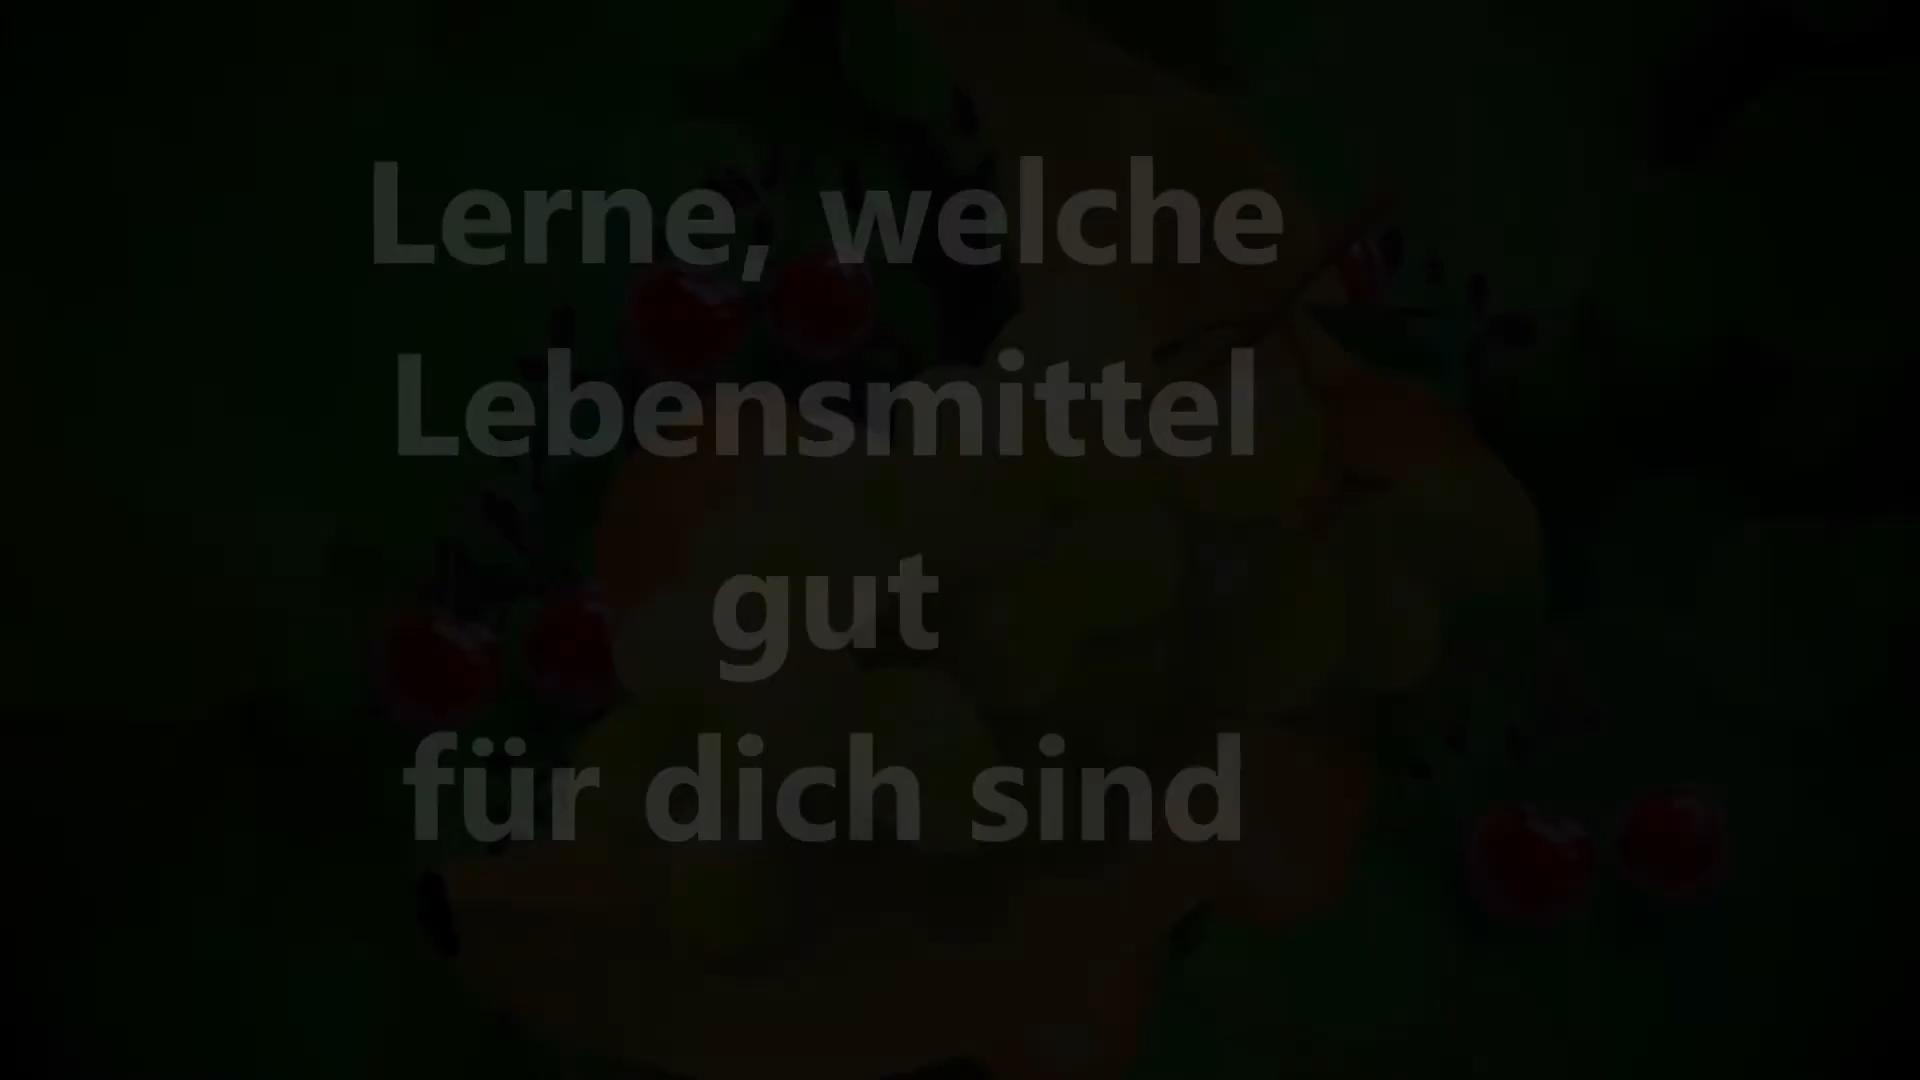 Lerne, welche
Lebensmittel
gut
für dich sind